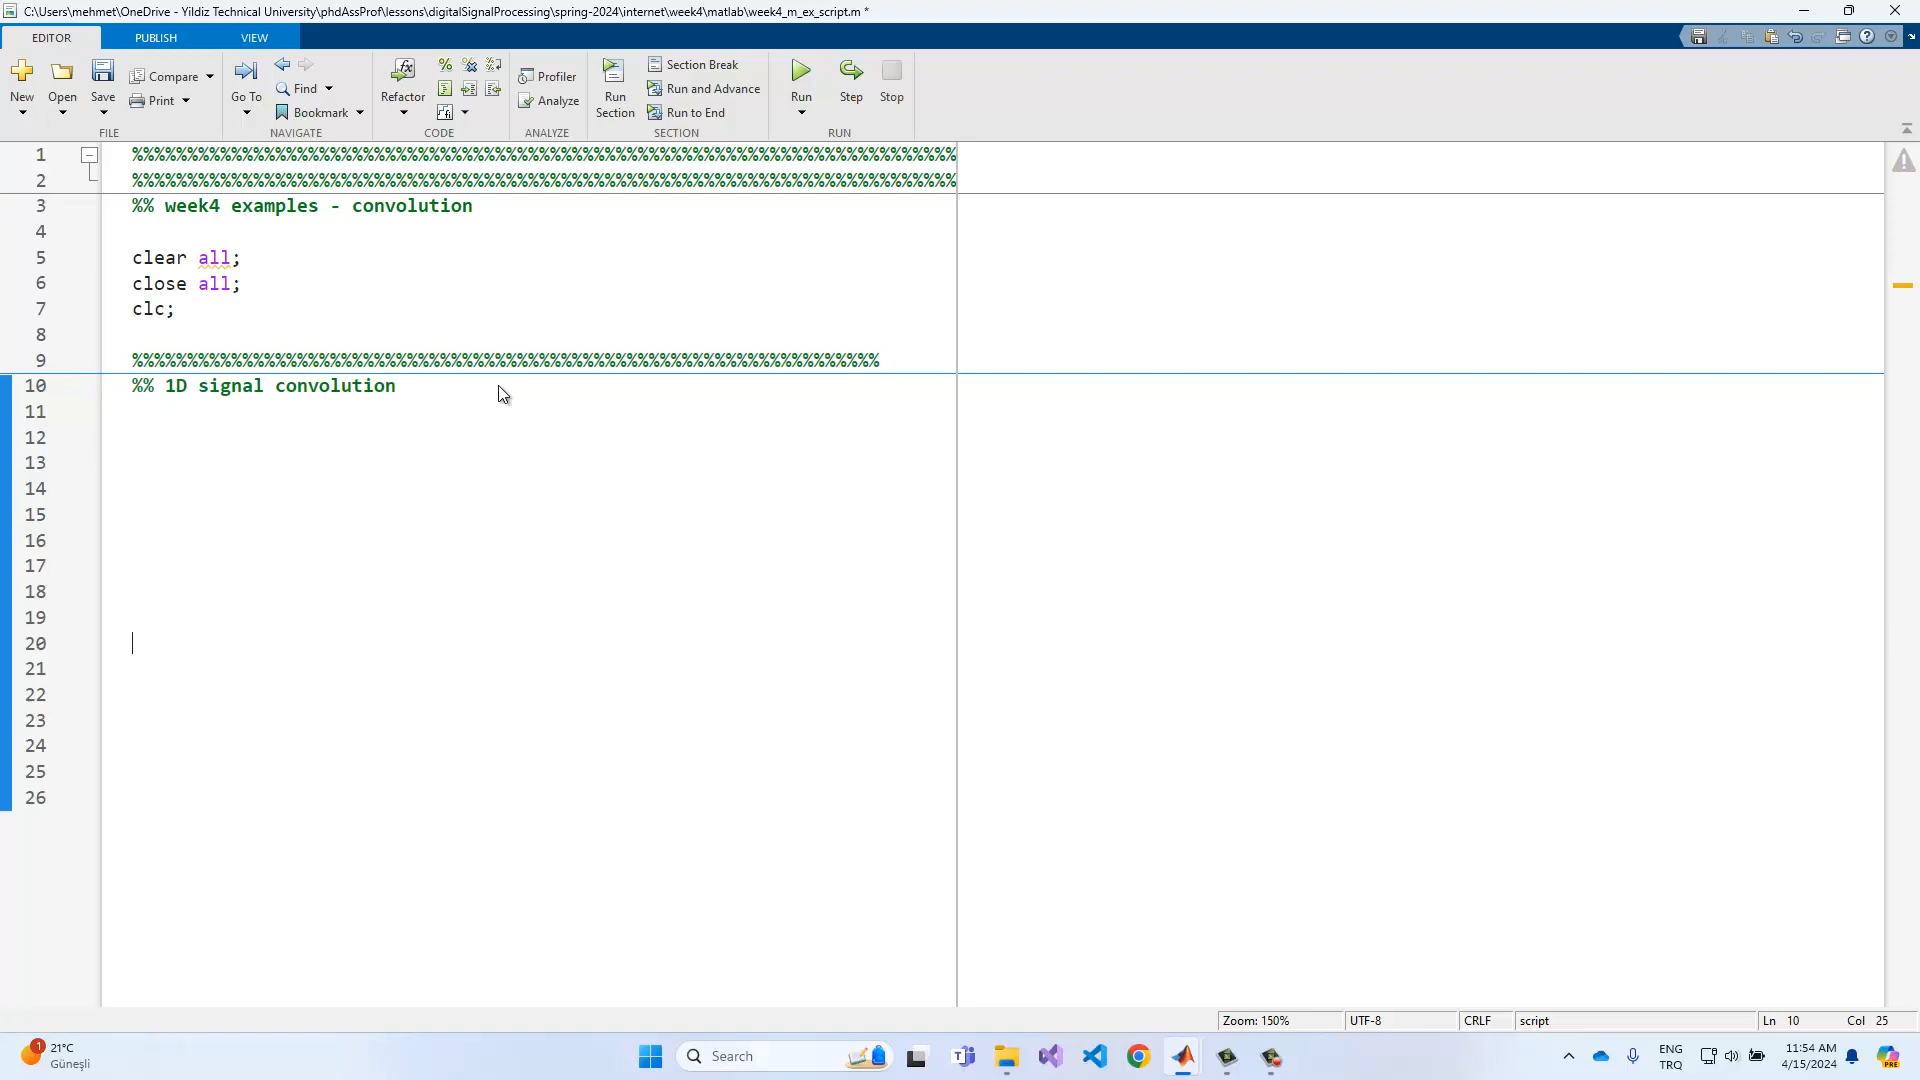 C:\Users\mehmet\OneDrive - Yildiz Technical University\phdAssProf\lessons\digitalSignalProcessing\spring-2024\internet\week4\matlab\week4_m_ex_script.m *
EDITOR PUBLISH VIEW
New Open Save Compare Print
Go To Find Bookmark
Refactor
Profiler Analyze
Run Section
Section Break
Run and Advance
Run to End
Run Step Stop
FILE NAVIGATE CODE ANALYZE SECTION RUN
1 %%%%%%%%%%%%%%%%%%%%%%%%%%%%%%%%%%%%%%%%%%%%%%%%%%%%%%%%%%%%%%%%%%%%%%%%%%%
2 %%%%%%%%%%%%%%%%%%%%%%%%%%%%%%%%%%%%%%%%%%%%%%%%%%%%%%%%%%%%%%%%%%%%%%%%%%%
3 %% week4 examples - convolution
4
5 clear all;
6 close all;
7 clc;
8
9 %%%%%%%%%%%%%%%%%%%%%%%%%%%%%%%%%%%%%%%%%%%%%%%%%%%%%%%%%%%%%%%%%%%%
10 %% 1D signal convolution
11
12
13
14
15
16
17
18
19
20
21
22
23
24
25
26
Zoom: 150% UTF-8 CRLF script Ln 10 Col 25
1 21°C
Güneşli
Search
ENG
TRQ
11:54 AM
4/15/2024
PRE